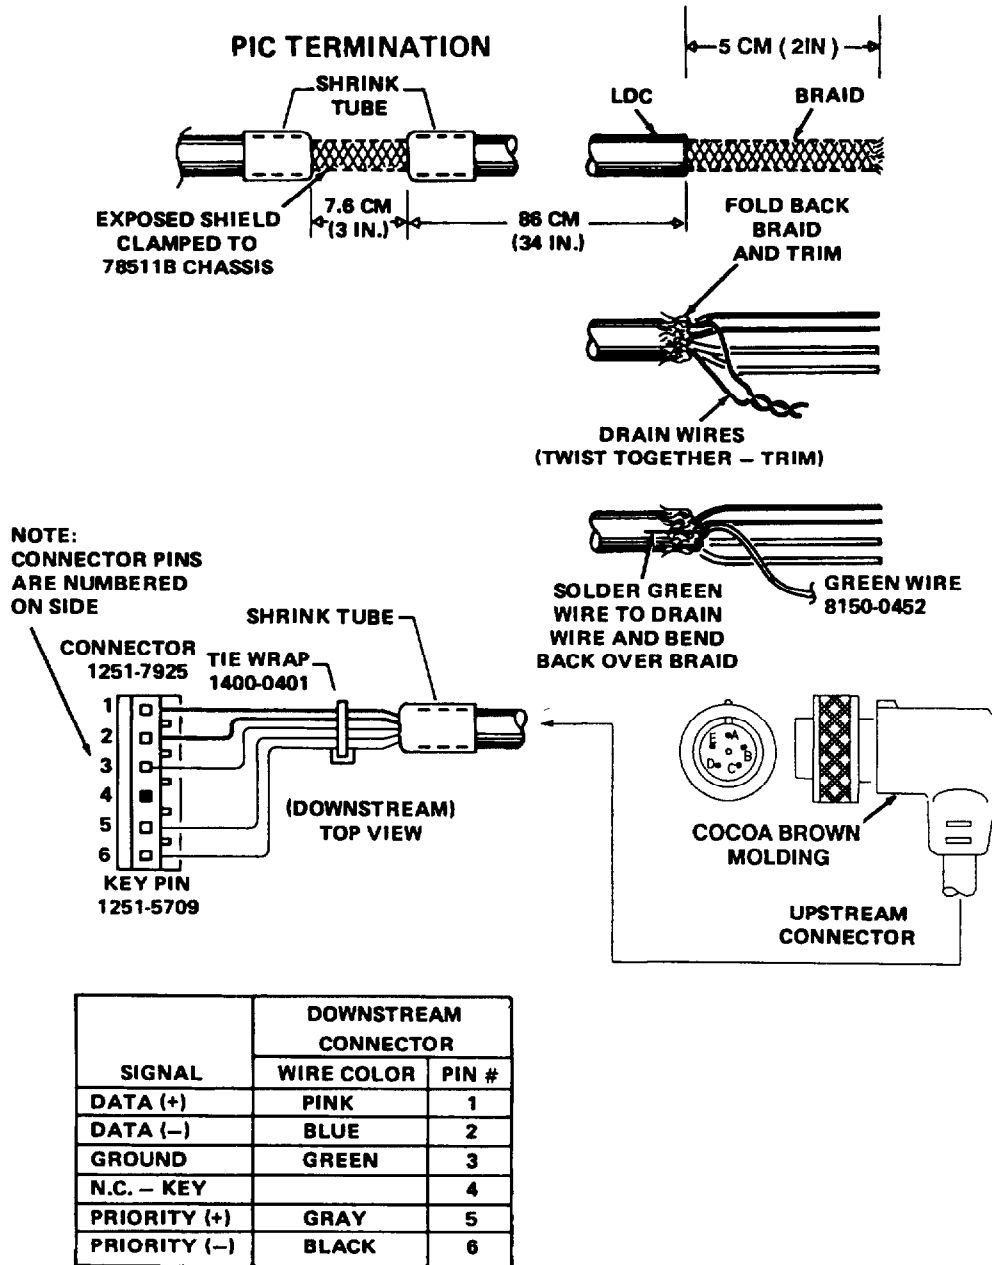 PIC TERMINATION
5 CM (2IN)
SHRINK
TUBE
LDC
BRAID
EXPOSED SHIELD
CLAMPED TO
78511B CHASSIS
7.6 CM
(3 IN.)
86 CM
(34 IN.)
FOLD BACK
BRAID
AND TRIM
DRAIN WIRES
(TWIST TOGETHER – TRIM)
NOTE:
CONNECTOR PINS
ARE NUMBERED
ON SIDE
SOLDER GREEN
WIRE TO DRAIN
WIRE AND BEND
BACK OVER BRAID
GREEN WIRE
8150-0452
SHRINK TUBE
CONNECTOR
1251-7925
TIE WRAP
1400-0401
1
2
3
4
5
6
KEY PIN
1251-5709
(DOWNSTREAM)
TOP VIEW
A
B
C
D
E
COCOA BROWN
MOLDING
UPSTREAM
CONNECTOR
DOWNSTREAM
CONNECTOR
SIGNAL WIRE COLOR PIN #
DATA (+) PINK 1
DATA (–) BLUE 2
GROUND GREEN 3
N.C. – KEY 4
PRIORITY (+) GRAY 5
PRIORITY (–) BLACK 6